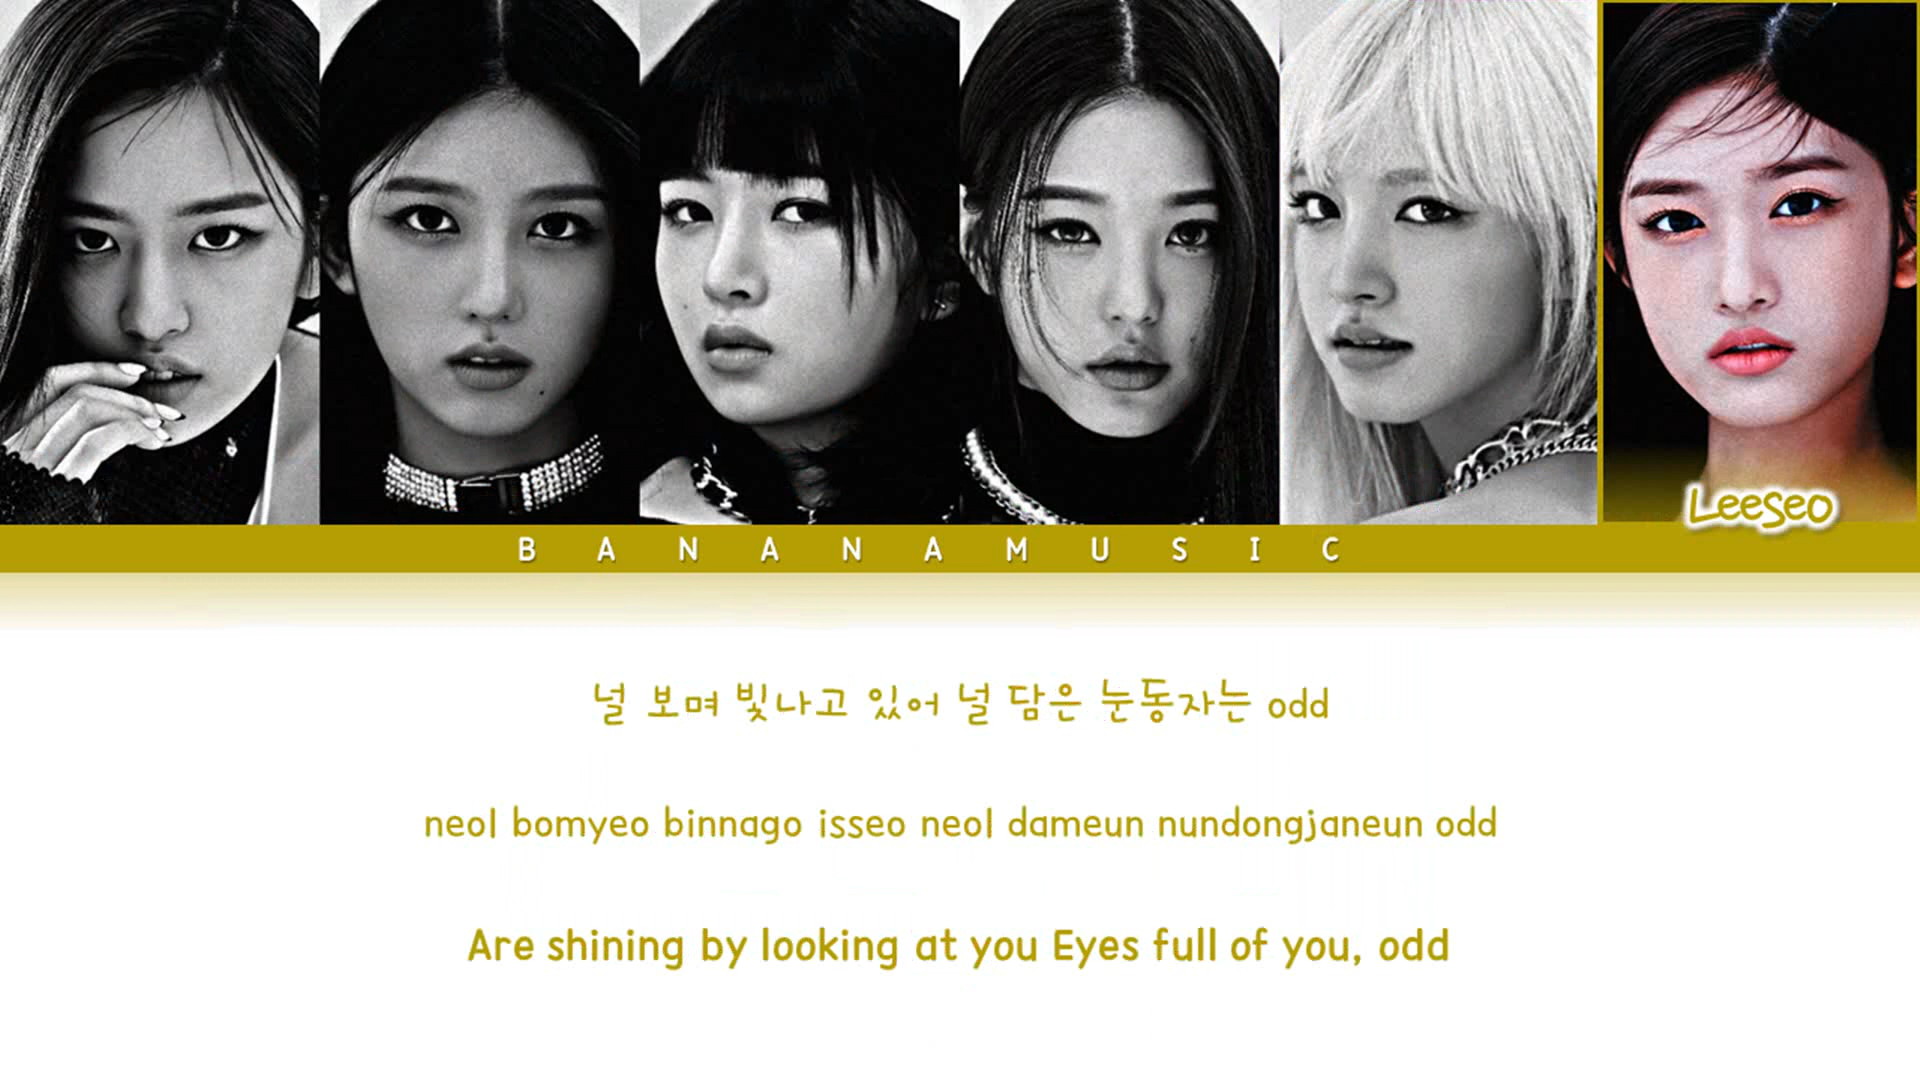 Leeseo
BANANAMUSIC
널 보며 빛나고 있어 널 담은 눈동자는 odd
neol bomyeo binnago isseo neol dameun nundongjaneun odd
Are shining by looking at you Eyes full of you, odd